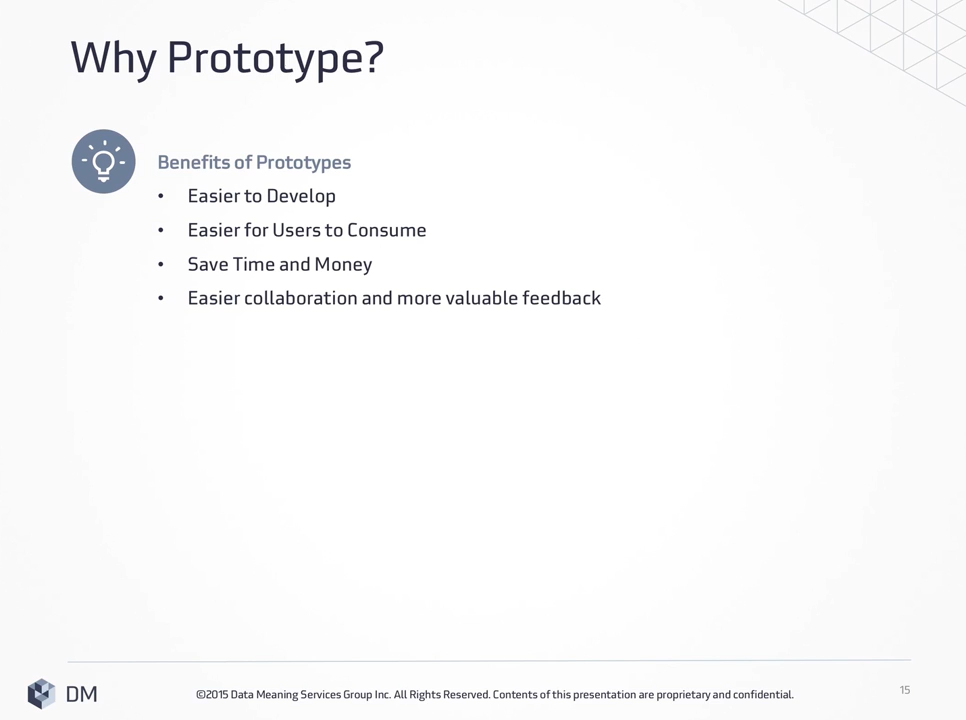 Why Prototype?
Benefits of Prototypes
• Easier to Develop
• Easier for Users to Consume
• Save Time and Money
• Easier collaboration and more valuable feedback
DM
©2015 Data Meaning Services Group Inc. All Rights Reserved. Contents of this presentation are proprietary and confidential.
15